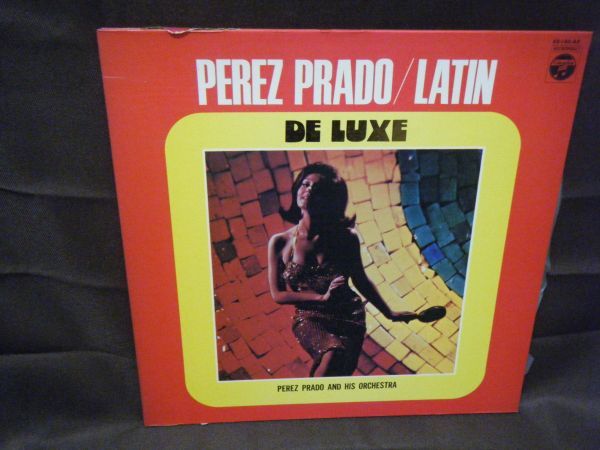 PEREZ PRADO/LATIN
DE LUXE
PEREZ PRADO AND HIS ORCHESTRA